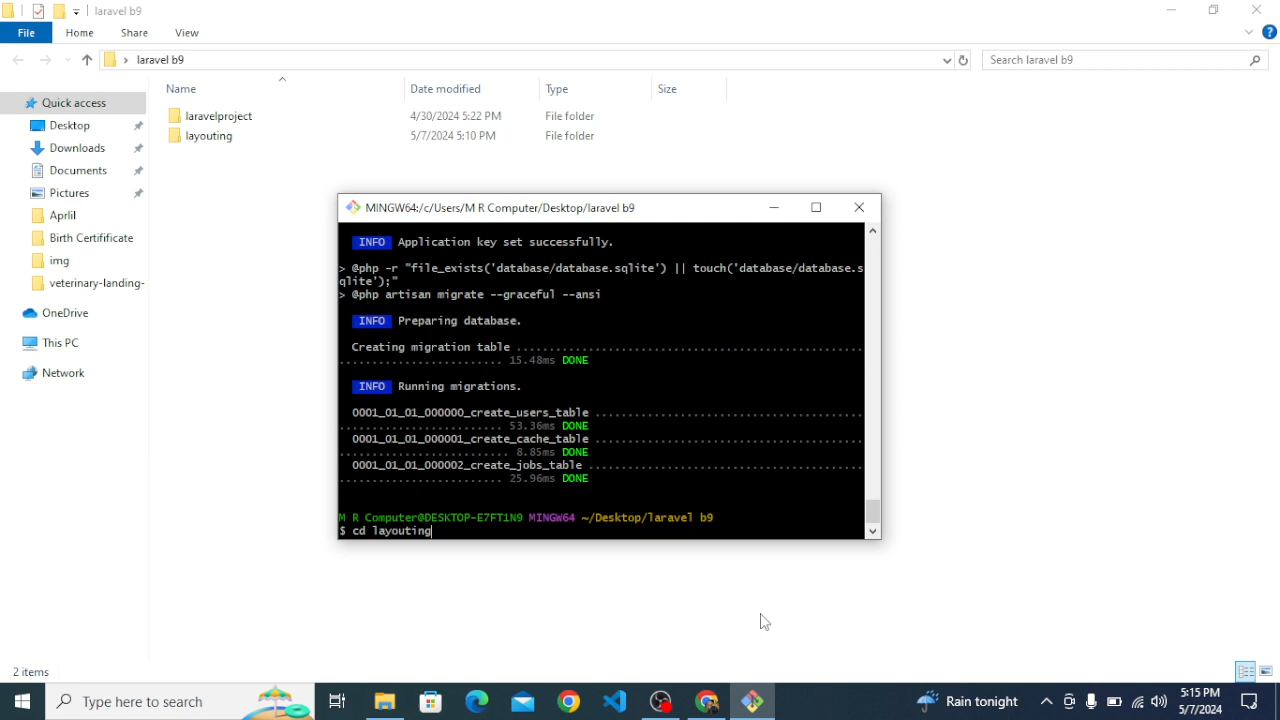 laravel b9
File
Home
Share
View
laravel b9
Search laravel b9
Name
Date modified
Type
Size
Quick access
Desktop
Downloads
Documents
Pictures
Aprlil
Birth Certifificate
img
veterinary-landing-
OneDrive
This PC
Network
laravelproject
4/30/2024 5:22 PM
File folder
layouting
5/7/2024 5:10 PM
File folder
MINGW64:/c/Users/M R Computer/Desktop/laravel b9
INFO Application key set successfully.
> @php -r "file_exists('database/database.sqlite') || touch('database/database.s
qlite');"
> @php artisan migrate --graceful --ansi
INFO Preparing database.
Creating migration table .....................................................
......................... 15.48ms DONE
INFO Running migrations.
0001_01_01_000000_create_users_table .........................................
......................... 53.36ms DONE
0001_01_01_000001_create_cache_table .........................................
.......................... 8.85ms DONE
0001_01_01_000002_create_jobs_table ..........................................
......................... 25.96ms DONE
M R Computer@DESKTOP-E7FT1N9 MINGW64 ~/Desktop/laravel b9
$ cd layouting
2 items
Type here to search
Rain tonight
5:15 PM
5/7/2024